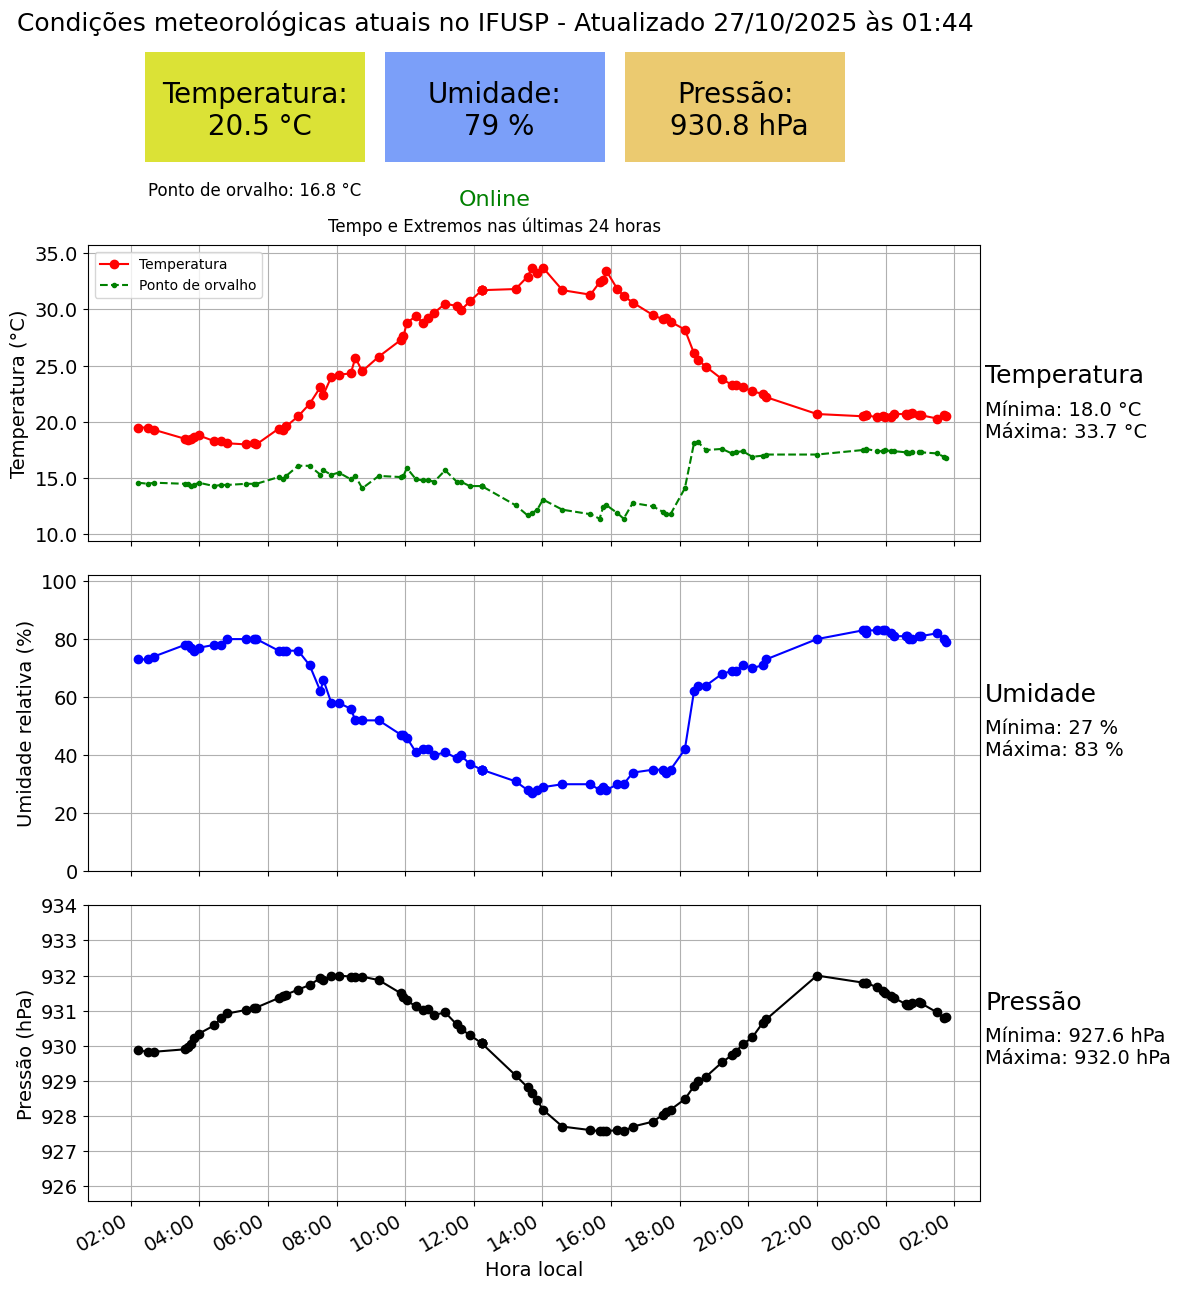 Condições meteorológicas atuais no IFUSP - Atualizado 27/10/2025 às 01:44
Temperatura:
20.5 °C
Umidade:
79 %
Pressão:
930.8 hPa
Ponto de orvalho: 16.8 °C
Online
Tempo e Extremos nas últimas 24 horas
35.0
30.0
25.0
20.0
15.0
10.0
Temperatura (°C)
Temperatura
Ponto de orvalho
Temperatura
Mínima: 18.0 °C
Máxima: 33.7 °C
100
80
60
40
20
0
Umidade relativa (%)
Umidade
Mínima: 27 %
Máxima: 83 %
934
933
932
931
930
929
928
927
926
Pressão (hPa)
Pressão
Mínima: 927.6 hPa
Máxima: 932.0 hPa
02:00
04:00
06:00
08:00
10:00
12:00
14:00
16:00
18:00
20:00
22:00
00:00
02:00
Hora local